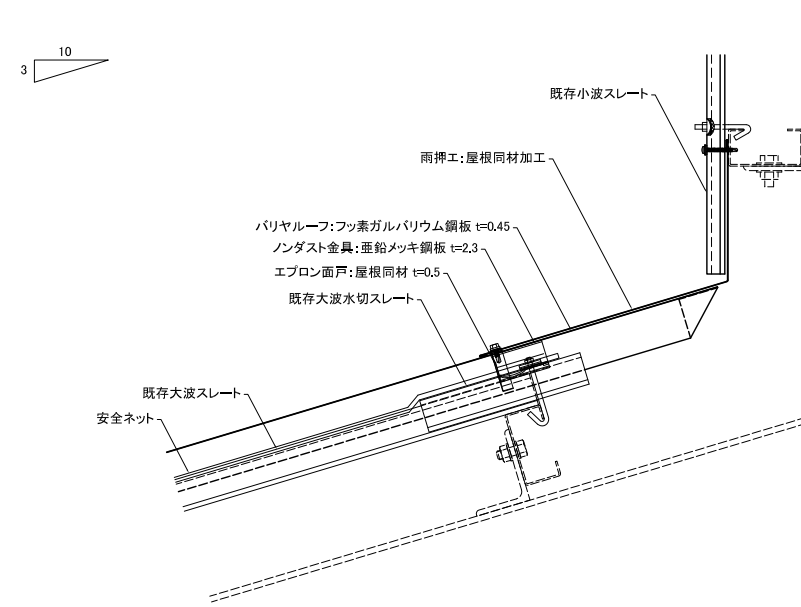 10
3
既存小波スレート
雨押エ:屋根同材加工
バリヤルーフ:フッ素ガルバリウム鋼板 t=0.45
ノンダスト金具:亜鉛メッキ鋼板 t=2.3
エプロン面戸:屋根同材 t=0.5
既存大波水切スレート
既存大波スレート
安全ネット